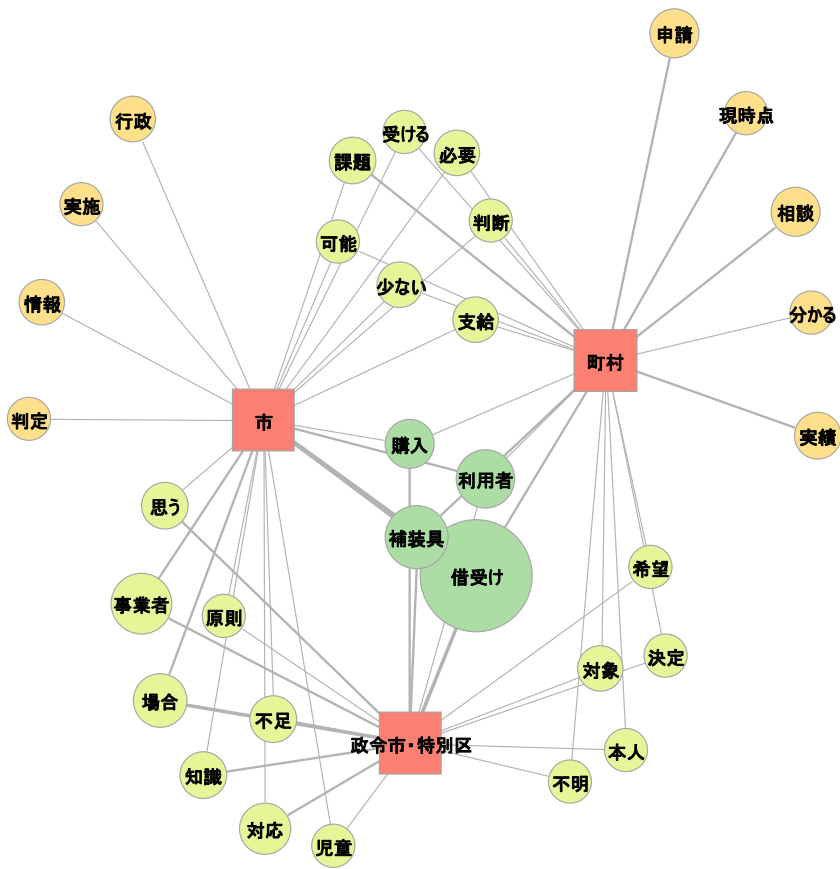 申請
現時点
行政
受ける
必要
課題
実施
相談
判断
可能
少ない
情報
分かる
支給
町村
判定
市
実績
購入
利用者
思う
補装具
借受け
希望
事業者
原則
決定
対象
場合
不足
政令市・特別区
本人
知識
不明
対応
児童